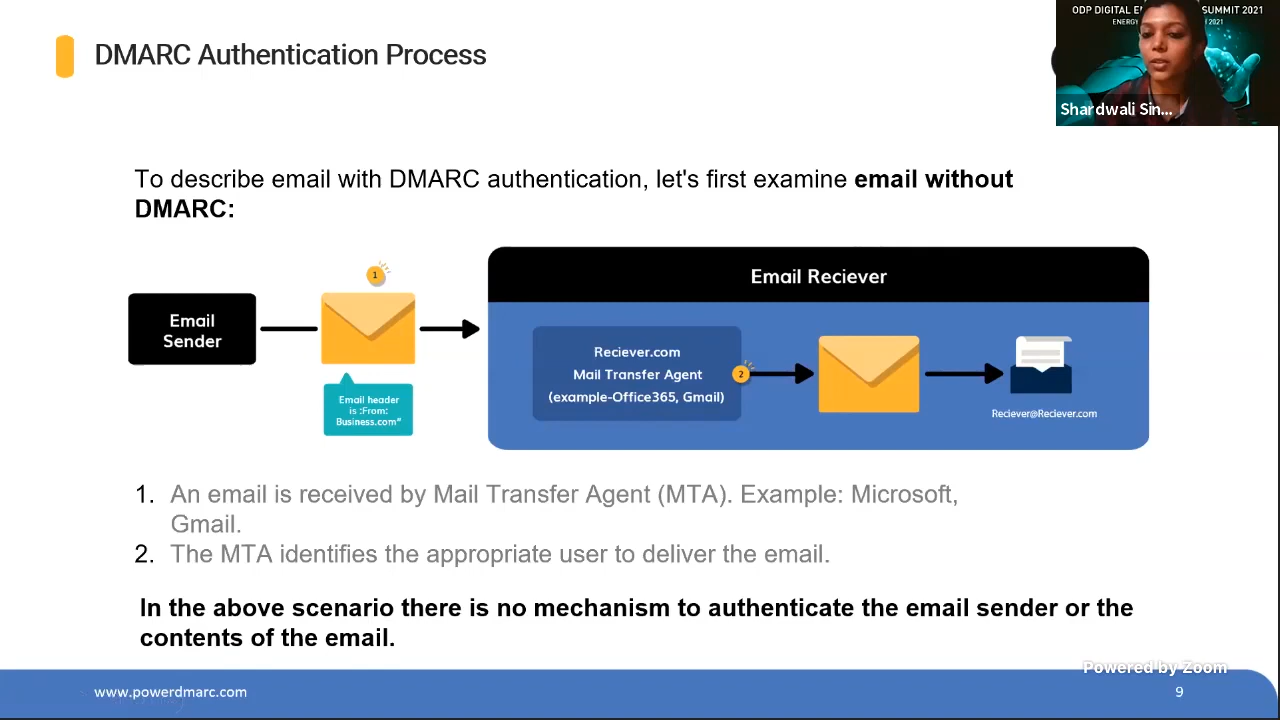 ODP DIGITAL E
SUMMIT 2021
ENERGY
2021
DMARC Authentication Process
Shardwali Sin...
To describe email with DMARC authentication, let's first examine email without
DMARC:
1
Email Reciever
Email
Sender
Reciever.com
Mail Transfer Agent
(example-Office365, Gmail)
2
Email header
is :From:
Business.com"
Reciever@Reciever.com
1. An email is received by Mail Transfer Agent (MTA). Example: Microsoft,
Gmail.
2. The MTA identifies the appropriate user to deliver the email.
In the above scenario there is no mechanism to authenticate the email sender or the
contents of the email.
Powered by Zoom
www.powerdmarc.com
9